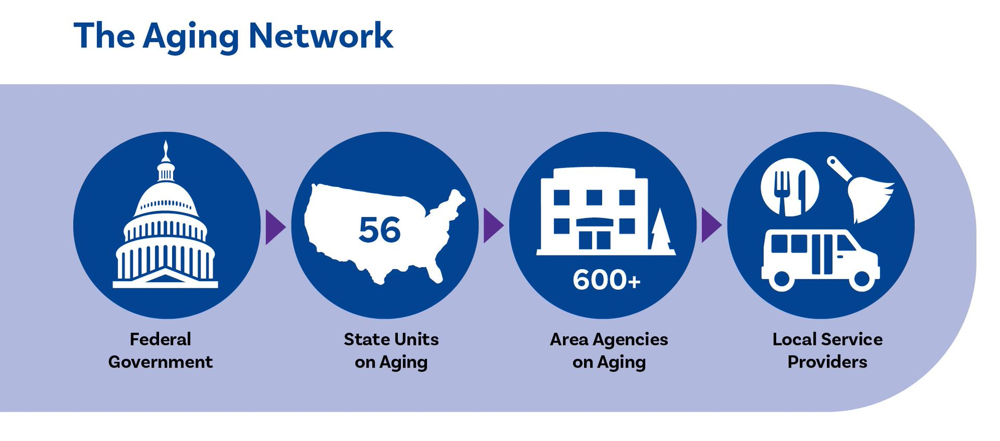 The Aging Network
56
600+
Federal
Government
State Units
on Aging
Area Agencies
on Aging
Local Service
Providers